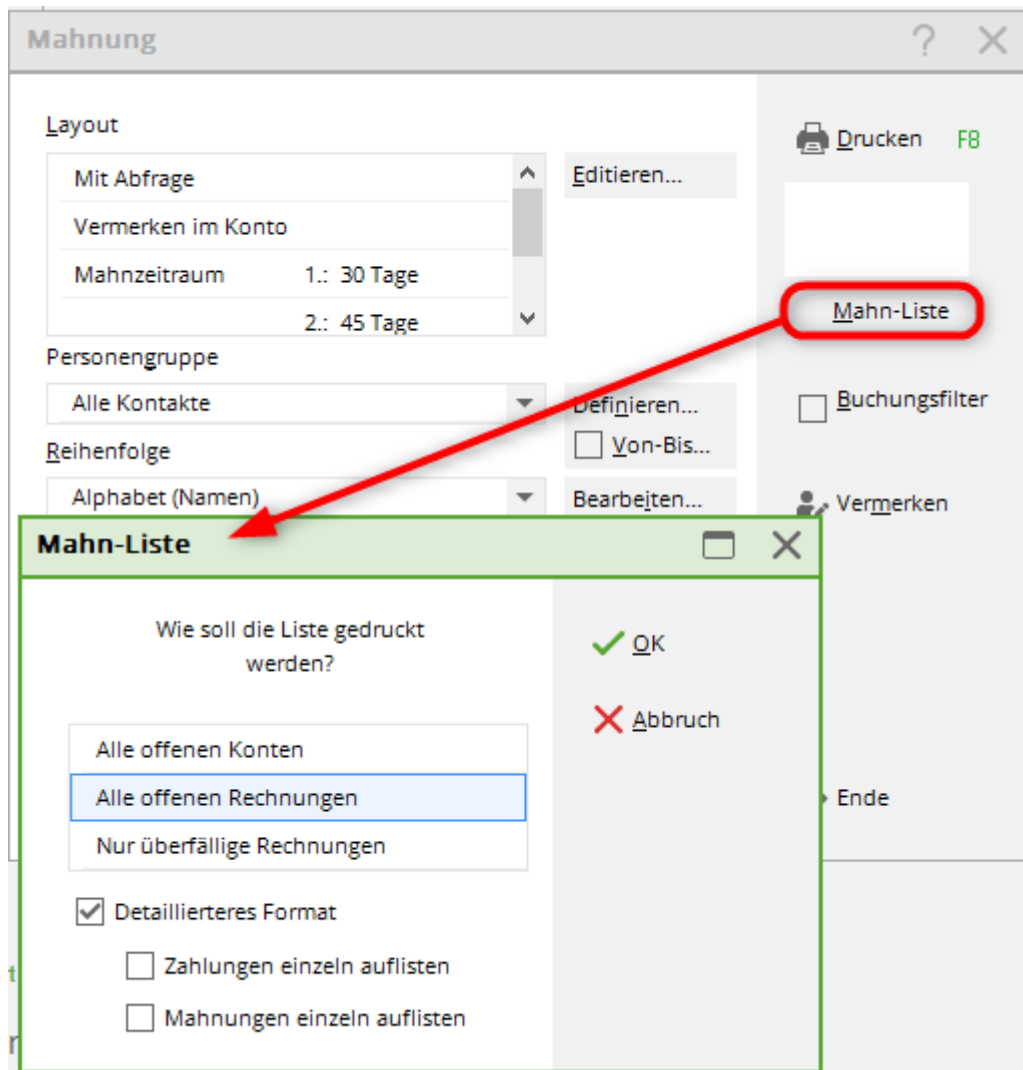 Mahnung
Layout
Drucken F8
Mit Abfrage
Editieren...
Vermerken im Konto
Mahnzeitraum 1.: 30 Tage
2.: 45 Tage
Mahn-Liste
Personengruppe
Alle Kontakte
Definieren...
Buchungsfilter
Von-Bis...
Reihenfolge
Alphabet (Namen)
Bearbeiten...
Vermerken
Mahn-Liste
Wie soll die Liste gedruckt
werden?
OK
Abbruch
Alle offenen Konten
Alle offenen Rechnungen
Ende
Nur überfällige Rechnungen
Detaillierteres Format
Zahlungen einzeln auflisten
Mahnungen einzeln auflisten